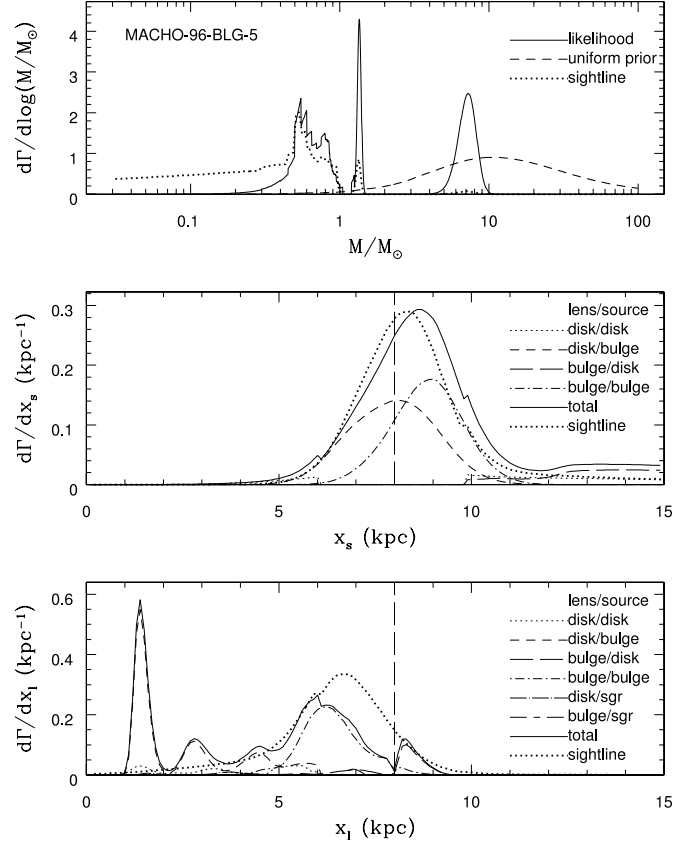 MACHO-96-BLG-5
likelihood
uniform prior
sightline
dΓ/dlog(M/M⊙)
0
1
2
3
4
0.1
1
10
100
M/M⊙
lens/source
disk/disk
disk/bulge
bulge/disk
bulge/bulge
total
sightline
dΓ/dxs (kpc−1)
0
0.1
0.2
0.3
0
5
10
15
xs (kpc)
lens/source
disk/disk
disk/bulge
bulge/disk
bulge/bulge
disk/sgr
bulge/sgr
total
sightline
dΓ/dxl (kpc−1)
0
0.2
0.4
0.6
0
5
10
15
xl (kpc)